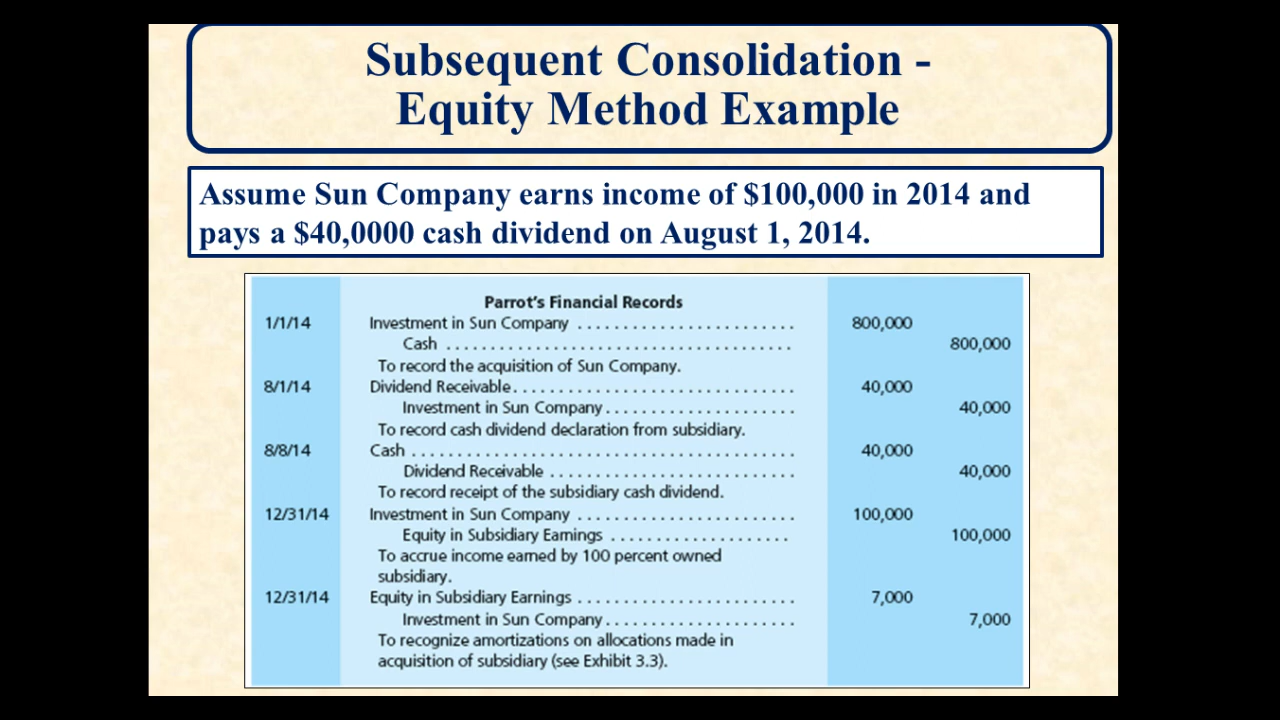 Subsequent Consolidation -
Equity Method Example
Assume Sun Company earns income of $100,000 in 2014 and
pays a $40,0000 cash dividend on August 1, 2014.
Parrot's Financial Records
1/1/14 Investment in Sun Company ........................ 800,000
Cash ...................................... 800,000
To record the acquisition of Sun Company.
8/1/14 Dividend Receivable............................... 40,000
Investment in Sun Company..................... 40,000
To record cash dividend declaration from subsidiary.
8/8/14 Cash .......................................... 40,000
Dividend Receivable ........................... 40,000
To record receipt of the subsidiary cash dividend.
12/31/14 Investment in Sun Company ........................ 100,000
Equity in Subsidiary Earnings .................... 100,000
To accrue income earned by 100 percent owned
subsidiary.
12/31/14 Equity in Subsidiary Earnings ........................ 7,000
Investment in Sun Company..................... 7,000
To recognize amortizations on allocations made in
acquisition of subsidiary (see Exhibit 3.3).